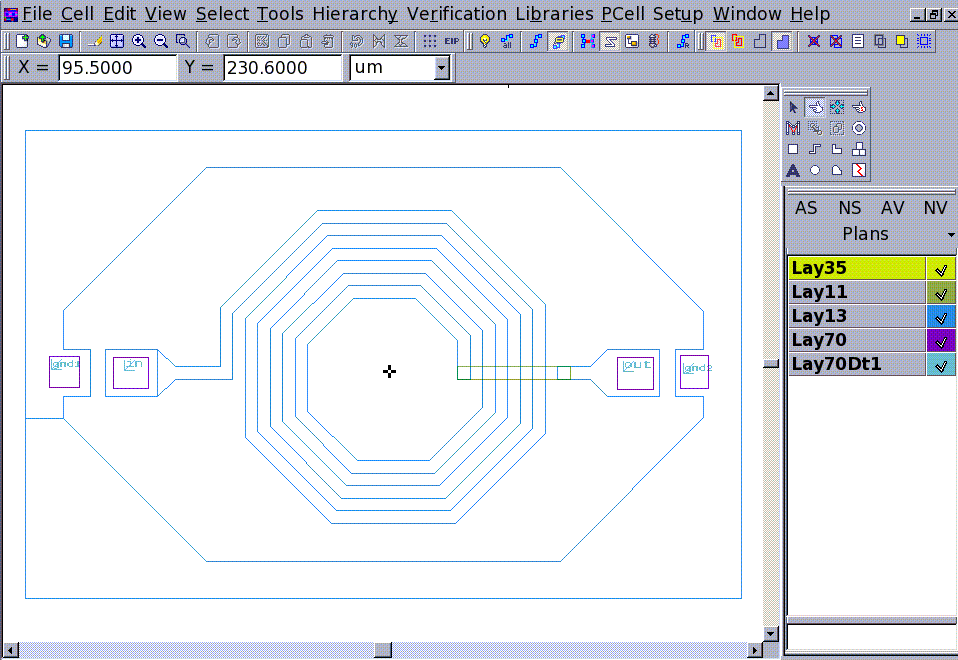 File Cell Edit View Select Tools Hierarchy Verification Libraries PCell Setup Window Help
EIP
X = 95.5000 Y = 230.6000 um
AS NS AV NV
Plans
Lay35
Lay11
Lay13
Lay70
Lay70Dt1
gnd1 in out gnd2